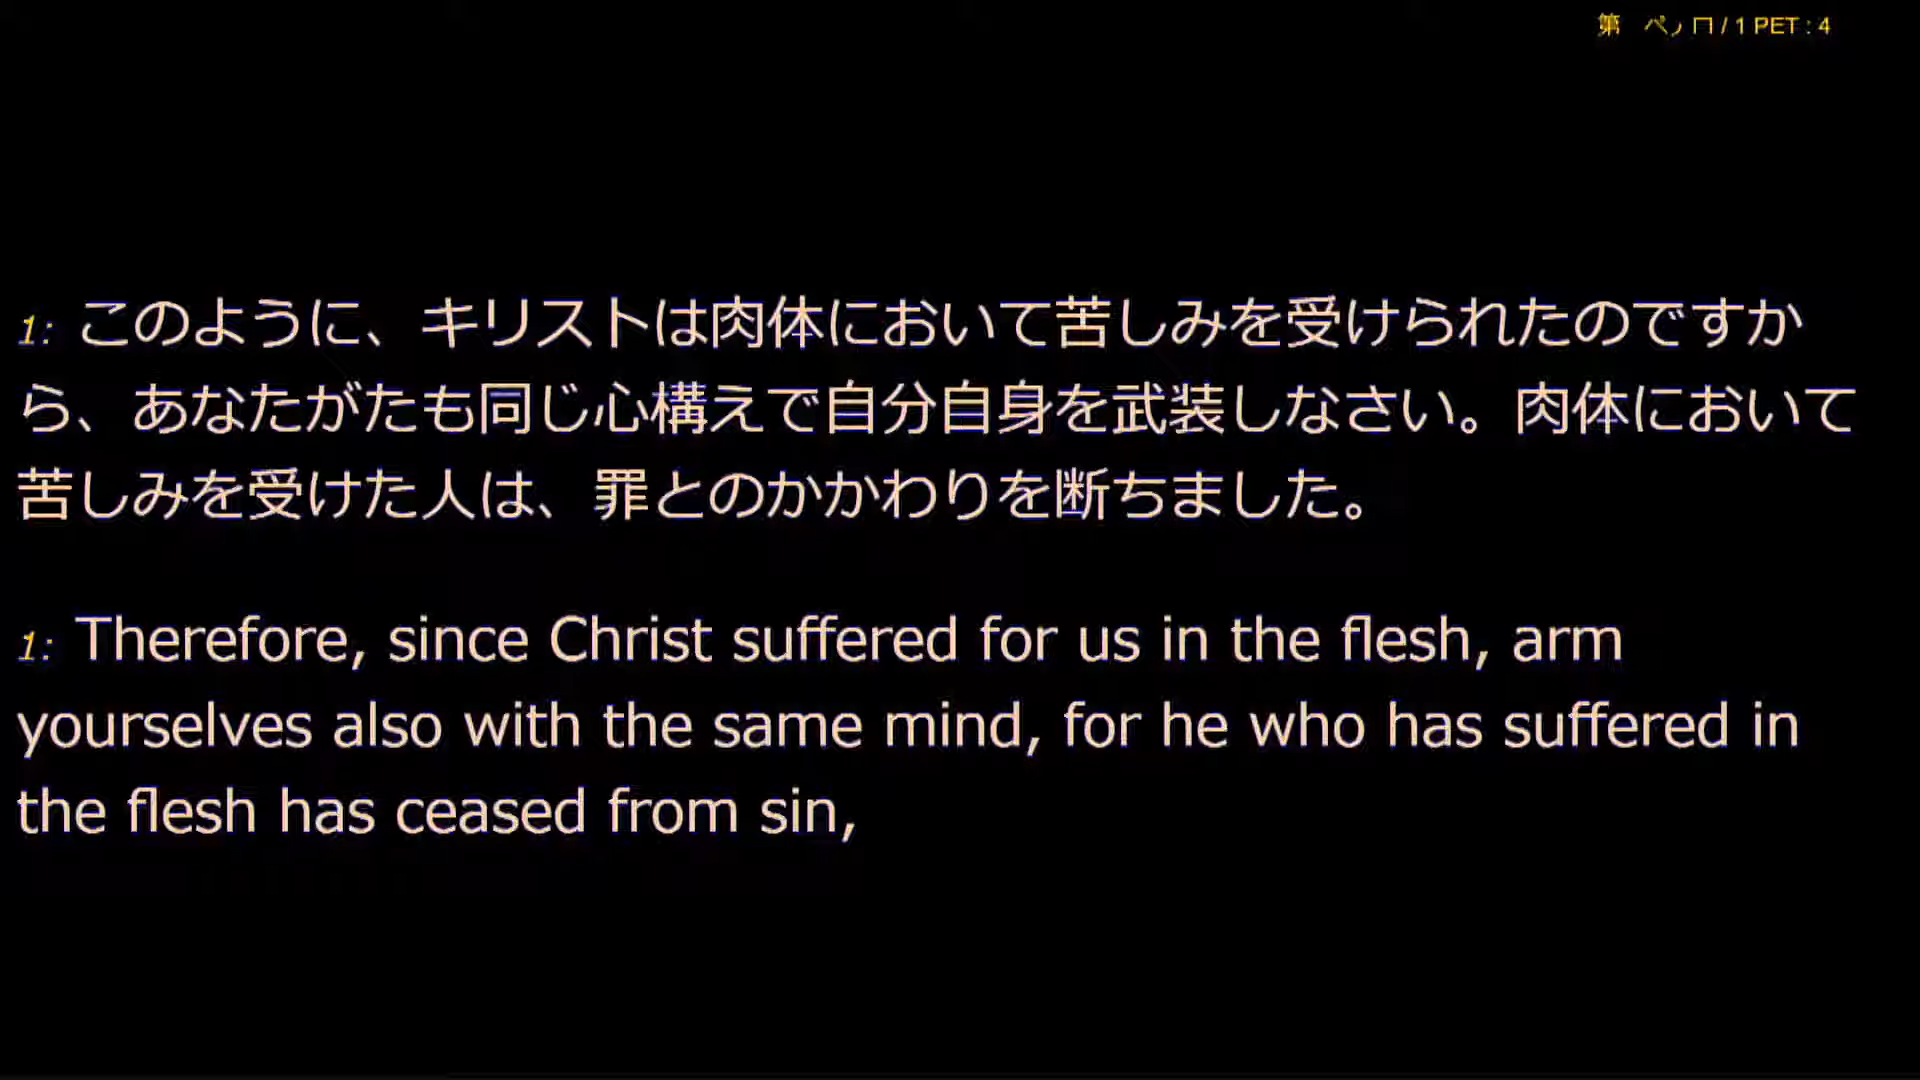 第 ペ ロ / 1 PET : 4
1: このように、キリストは肉体において苦しみを受けられたのですか
ら、あなたがたも同じ心構えで自分自身を武装しなさい。肉体において
苦しみを受けた人は、罪とのかかわりを断ちました。
1: Therefore, since Christ suffered for us in the flesh, arm
yourselves also with the same mind, for he who has suffered in
the flesh has ceased from sin,